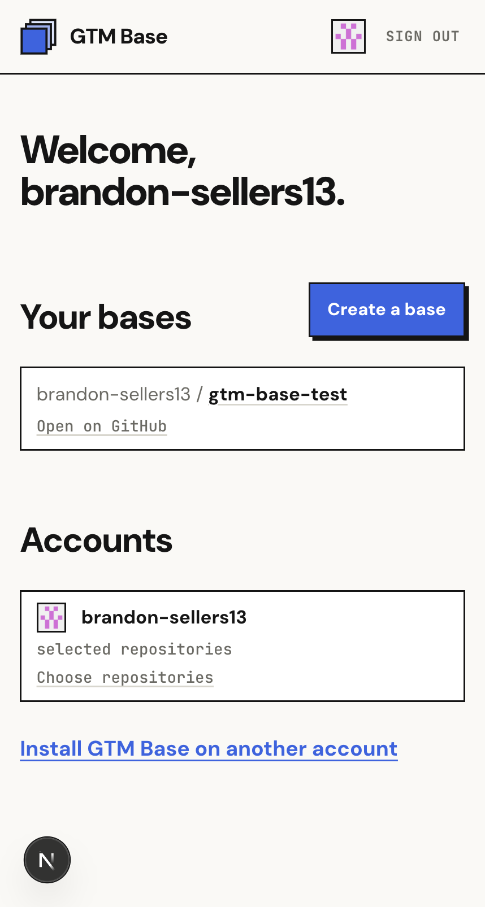 GTM Base
SIGN OUT
Welcome,
brandon-sellers13.
Your bases
Create a base
brandon-sellers13 / gtm-base-test
Open on GitHub
Accounts
brandon-sellers13
selected repositories
Choose repositories
Install GTM Base on another account
N